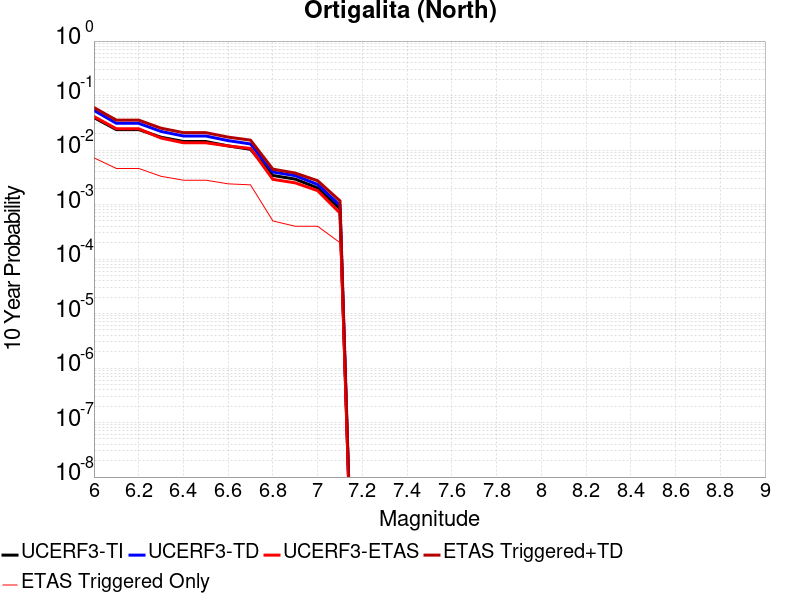 Ortigalita (North)
10 Year Probability
10^0
10^-1
10^-2
10^-3
10^-4
10^-5
10^-6
10^-7
10^-8
6 6.2 6.4 6.6 6.8 7 7.2 7.4 7.6 7.8 8 8.2 8.4 8.6 8.8 9
Magnitude
UCERF3-TI UCERF3-TD UCERF3-ETAS ETAS Triggered+TD
ETAS Triggered Only